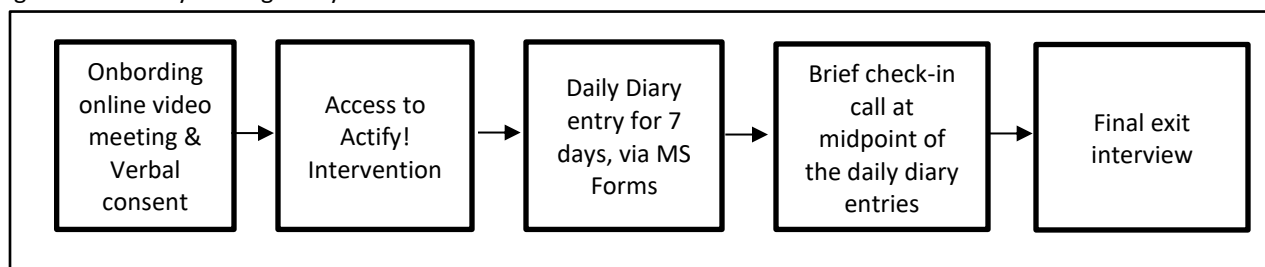 Onbording
online video
meeting &
Verbal
consent
Access to
Actify!
Intervention
Daily Diary
entry for 7
days, via MS
Forms
Brief check-in
call at
midpoint of
the daily diary
entries
Final exit
interview